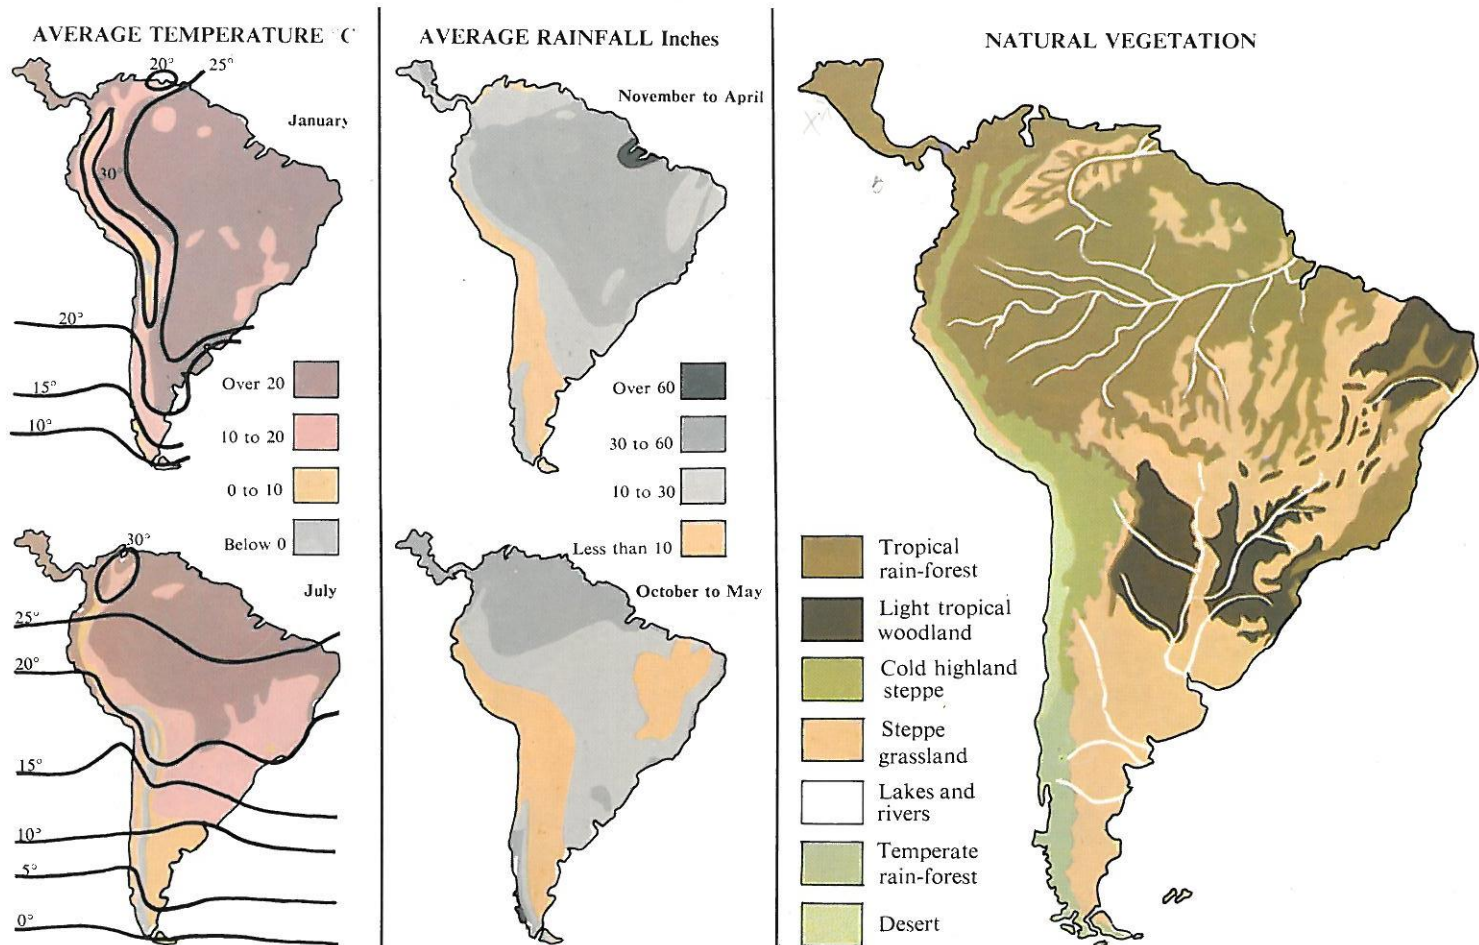 AVERAGE TEMPERATURE °C
20°
25°
January
30°
20°
15°
10°
Over 20
10 to 20
0 to 10
Below 0
30°
July
25°
20°
15°
10°
5°
0°
AVERAGE RAINFALL Inches
November to April
Over 60
30 to 60
10 to 30
Less than 10
October to May
NATURAL VEGETATION
Tropical
rain-forest
Light tropical
woodland
Cold highland
steppe
Steppe
grassland
Lakes and
rivers
Temperate
rain-forest
Desert